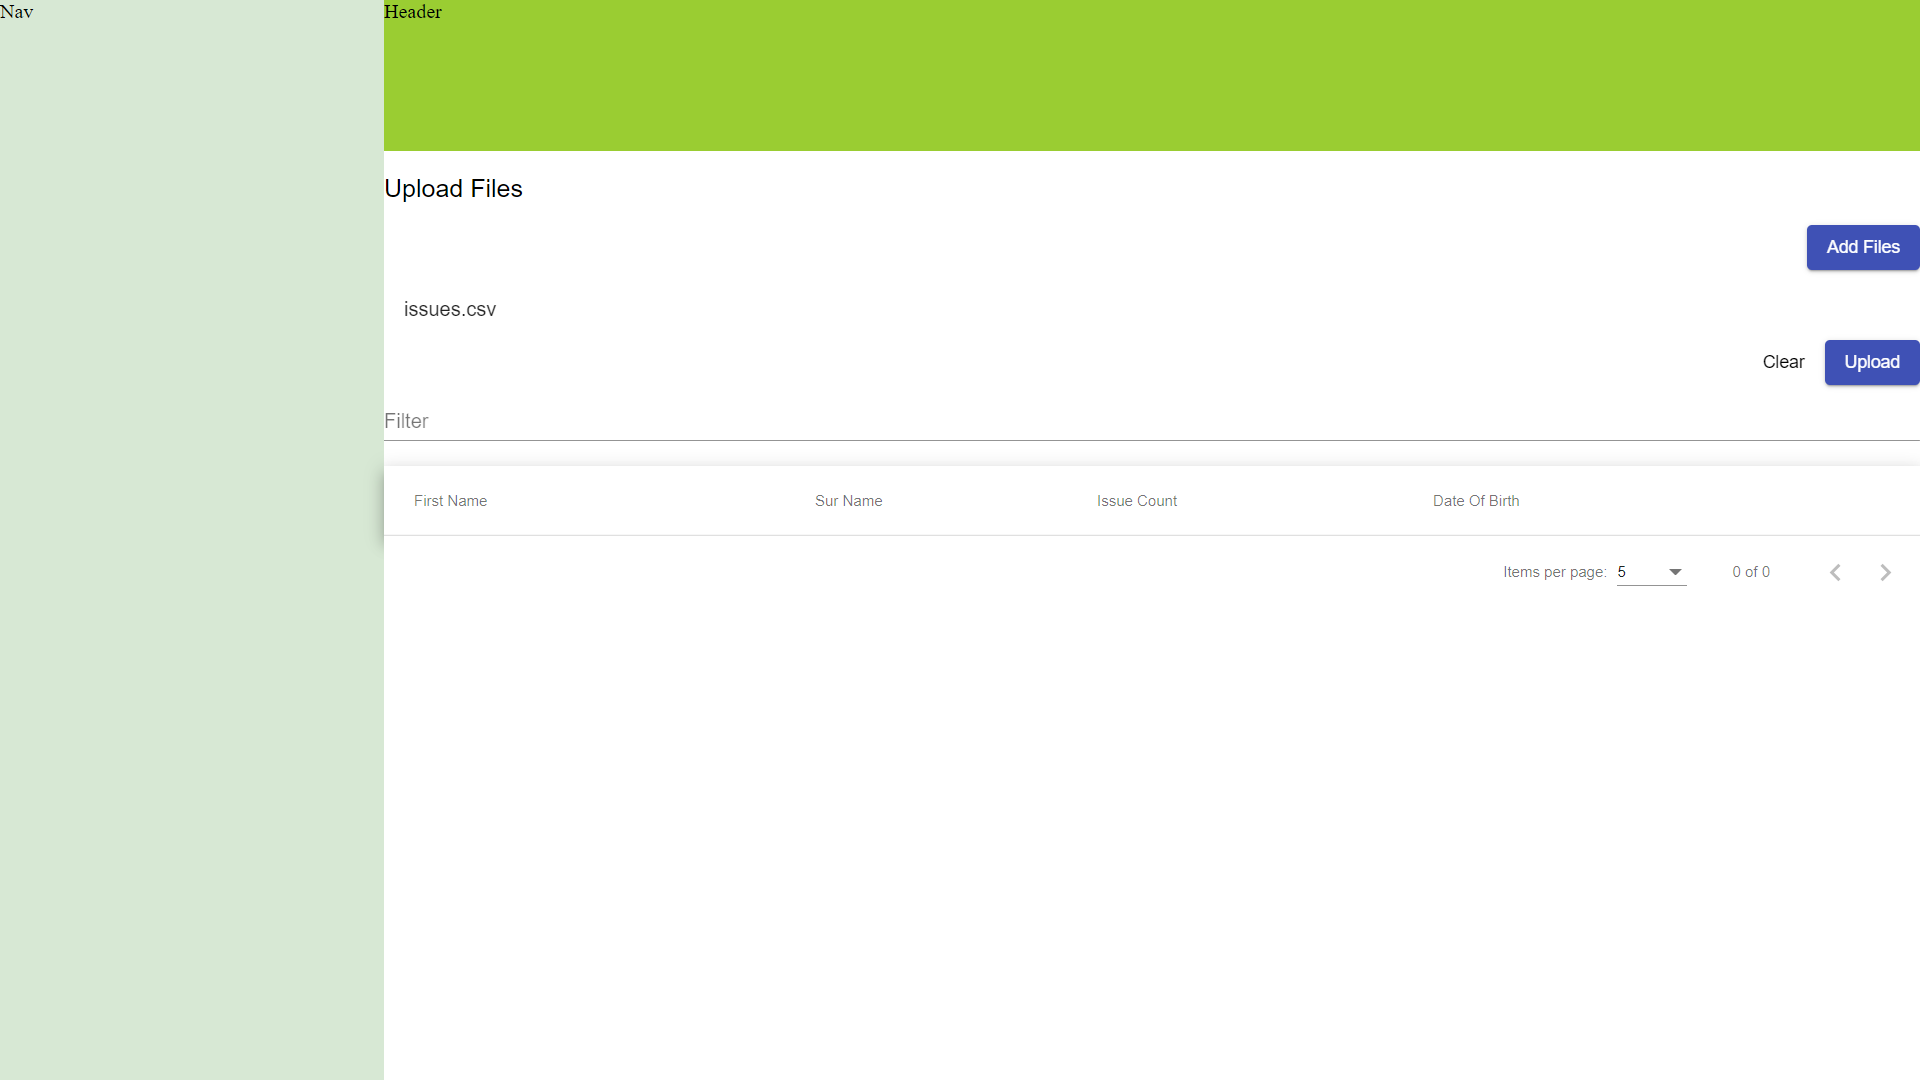 Nav
Header
Upload Files
Add Files
issues.csv
Clear Upload
Filter
First Name Sur Name Issue Count Date Of Birth
Items per page: 5 0 of 0